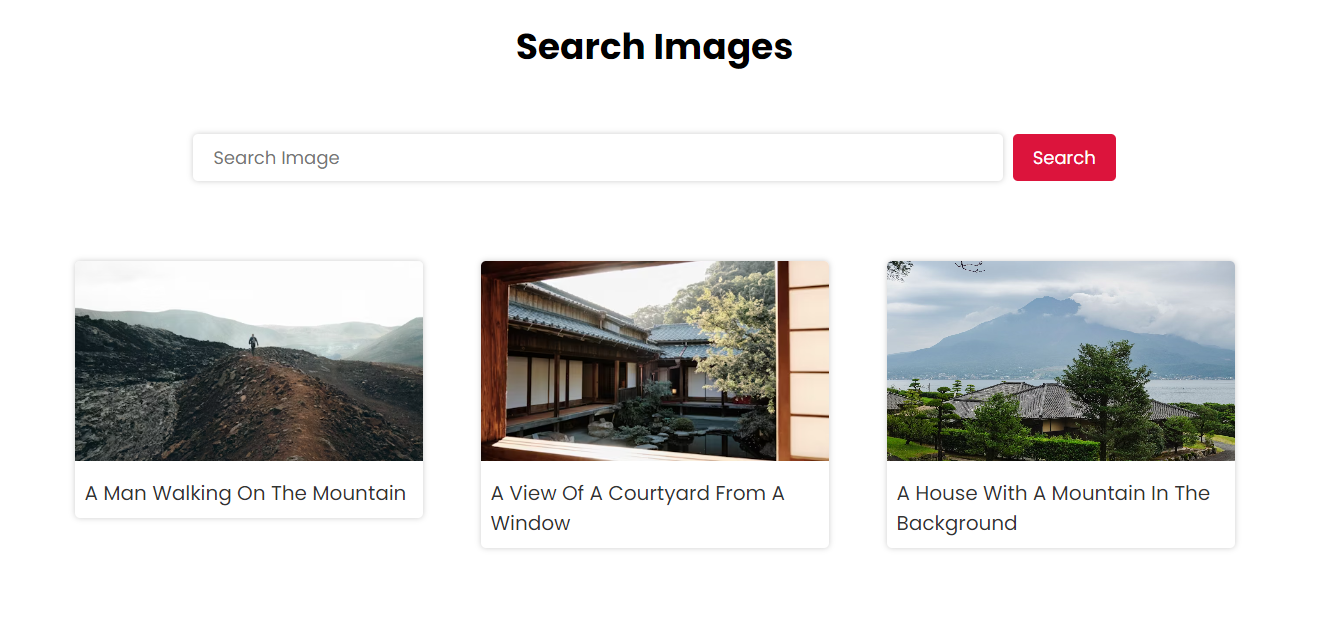 Search Images
Search Image
Search
A Man Walking On The Mountain
A View Of A Courtyard From A
Window
A House With A Mountain In The
Background